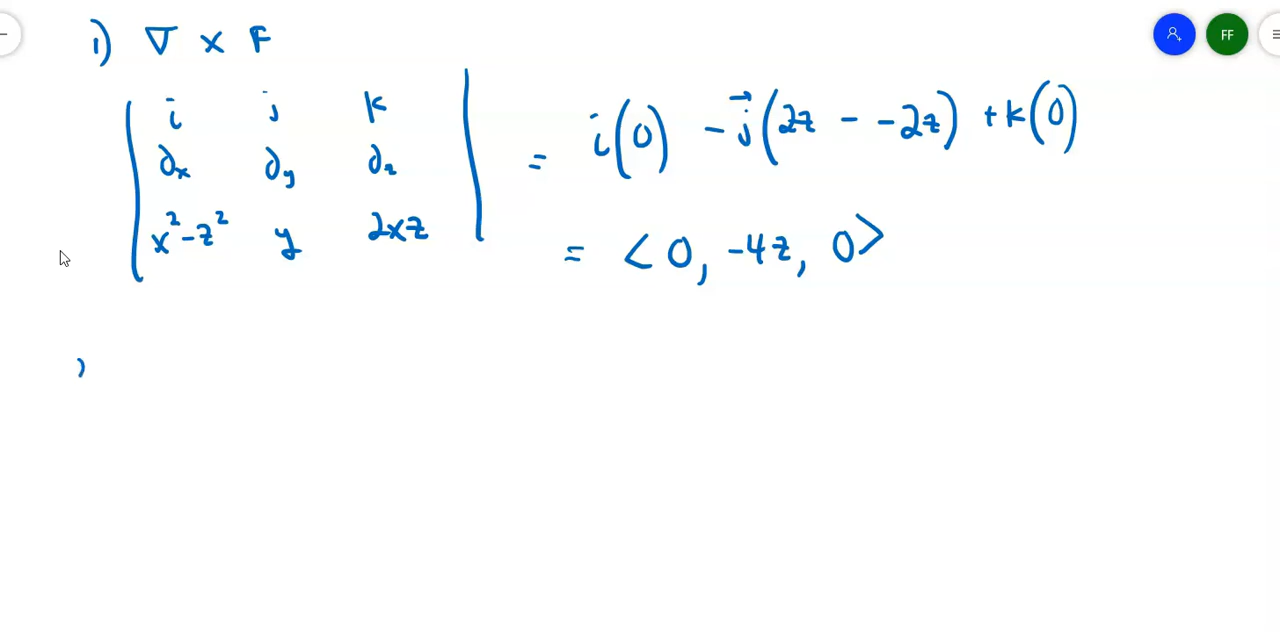 1) ∇ × F
FF
| i j k |
| ∂x ∂y ∂z | = i(0) - j⃗(2z - -2z) + k(0)
| x² - z² y 2xz |
= <0, -4z, 0>
)